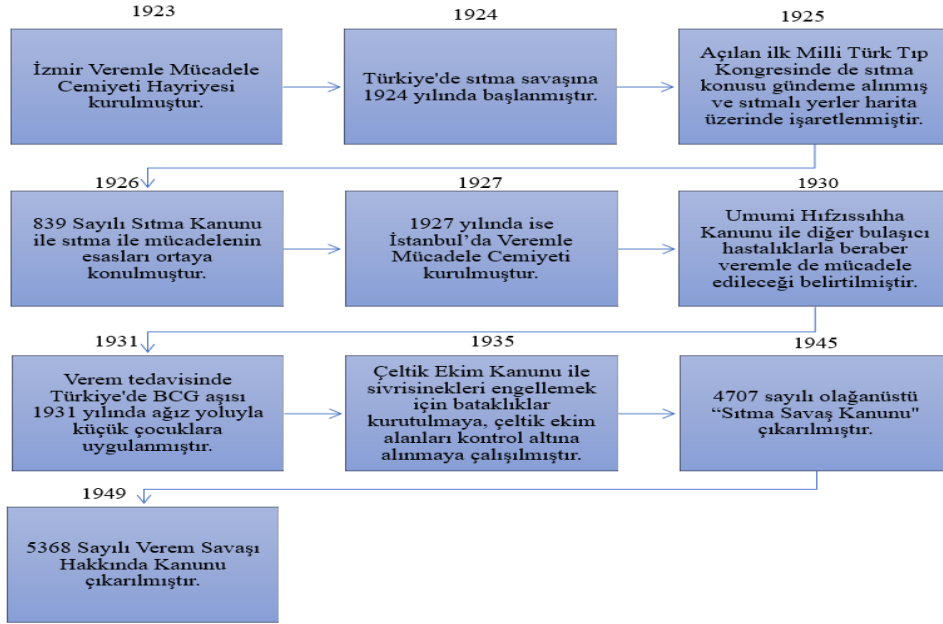 1923
İzmir Veremle Mücadele
Cemiyeti Hayriyesi
kurulmuştur.
1924
Türkiye'de sıtma savaşına
1924 yılında başlanmıştır.
1925
Açılan ilk Milli Türk Tıp
Kongresinde de sıtma
konusu gündeme alınmış
ve sıtmalı yerler harita
üzerinde işaretlenmiştir.
1926
839 Sayılı Sıtma Kanunu
ile sıtma ile mücadelenin
esasları ortaya
konulmuştur.
1927
1927 yılında ise
İstanbul’da Veremle
Mücadele Cemiyeti
kurulmuştur.
1930
Umumi Hıfzıssıhha
Kanunu ile diğer bulaşıcı
hastalıklarla beraber
veremle de mücadele
edileceği belirtilmiştir.
1931
Verem tedavisinde
Türkiye'de BCG aşısı
1931 yılında ağız yoluyla
küçük çocuklara
uygulanmıştır.
1935
Çeltik Ekim Kanunu ile
sivrisinekleri engellemek
için bataklıklar
kurutulmaya, çeltik ekim
alanları kontrol altına
alınmaya çalışılmıştır.
1945
4707 sayılı olağanüstü
“Sıtma Savaş Kanunu"
çıkarılmıştır.
1949
5368 Sayılı Verem Savaşı
Hakkında Kanunu
çıkarılmıştır.